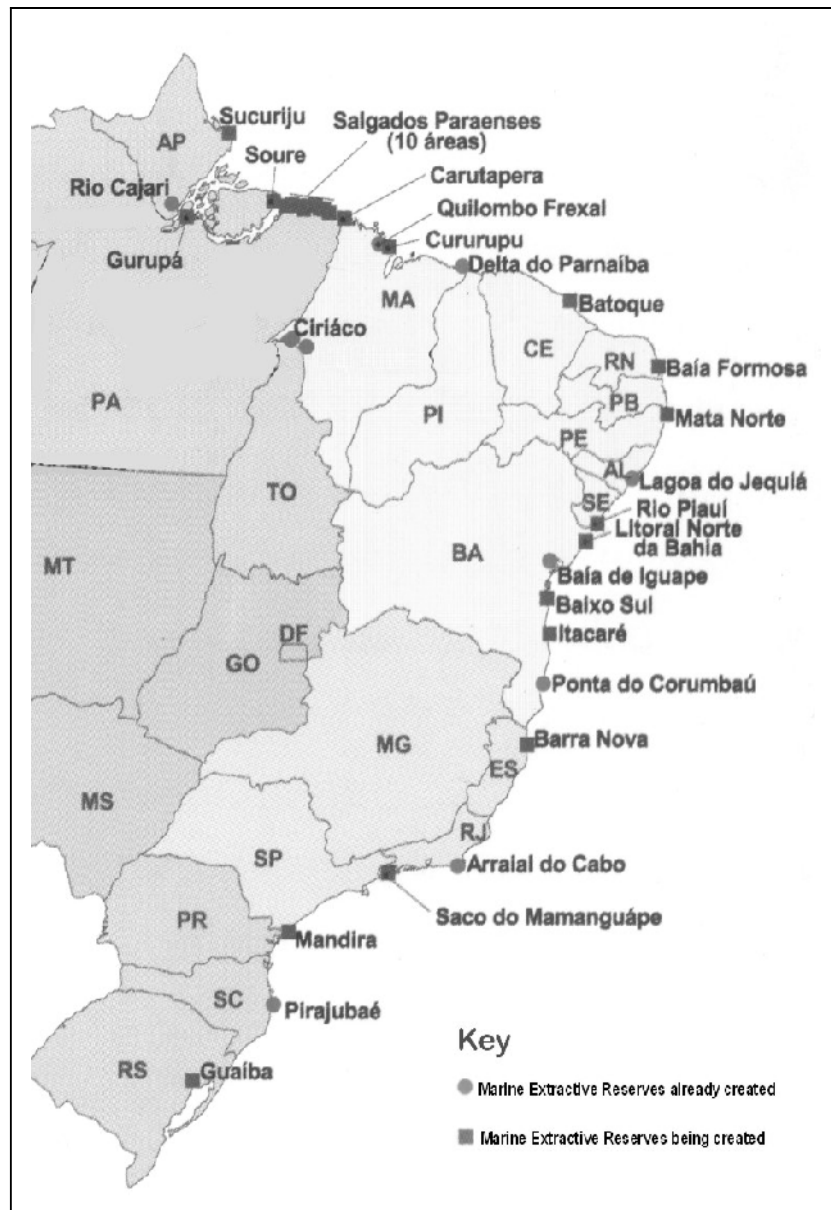 Sucuriju
AP
Salgados Paraenses
(10 áreas)
Soure
Rio Cajari
Carutapera
Quilombo Frexal
Gurupá
Cururupu
Delta do Parnaíba
MA
Batoque
Ciriáco
CE
RN
Baía Formosa
PA
PI
PB
Mata Norte
PE
AL
Lagoa do Jequiá
TO
SE
Rio Piauí
Litoral Norte
da Bahia
MT
BA
Baía de Iguape
Baixo Sul
DF
Itacaré
GO
Ponta do Corumbaú
MG
Barra Nova
ES
MS
RJ
SP
Arraial do Cabo
Saco do Mamanguápe
PR
Mandira
SC
Pirajubaé
Key
RS
Guaíba
Marine Extractive Reserves already created
Marine Extractive Reserves being created